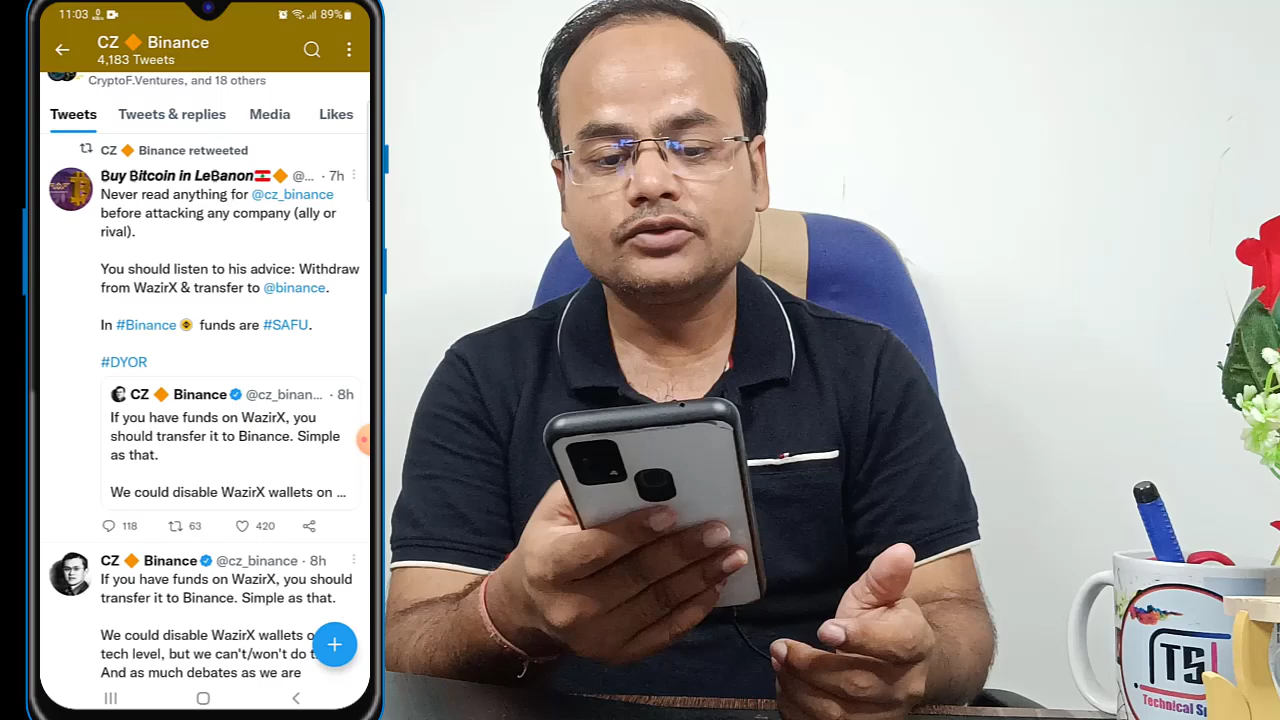 11:03
89%
CZ 🔶 Binance
4,183 Tweets
CryptoF.Ventures, and 18 others
Tweets
Tweets & replies
Media
Likes
CZ 🔶 Binance retweeted
Buy Bitcoin in LeBanon🇱🇧🔶 @... · 7h
Never read anything for @cz_binance
before attacking any company (ally or
rival).
You should listen to his advice: Withdraw
from WazirX & transfer to @binance.
In #Binance funds are #SAFU.
#DYOR
CZ 🔶 Binance @cz_binan... · 8h
If you have funds on WazirX, you
should transfer it to Binance. Simple
as that.
We could disable WazirX wallets on ...
118
63
420
CZ 🔶 Binance @cz_binance · 8h
If you have funds on WazirX, you should
transfer it to Binance. Simple as that.
We could disable WazirX wallets o
tech level, but we can't/won't do t
And as much debates as we are
TS
Technical Sp